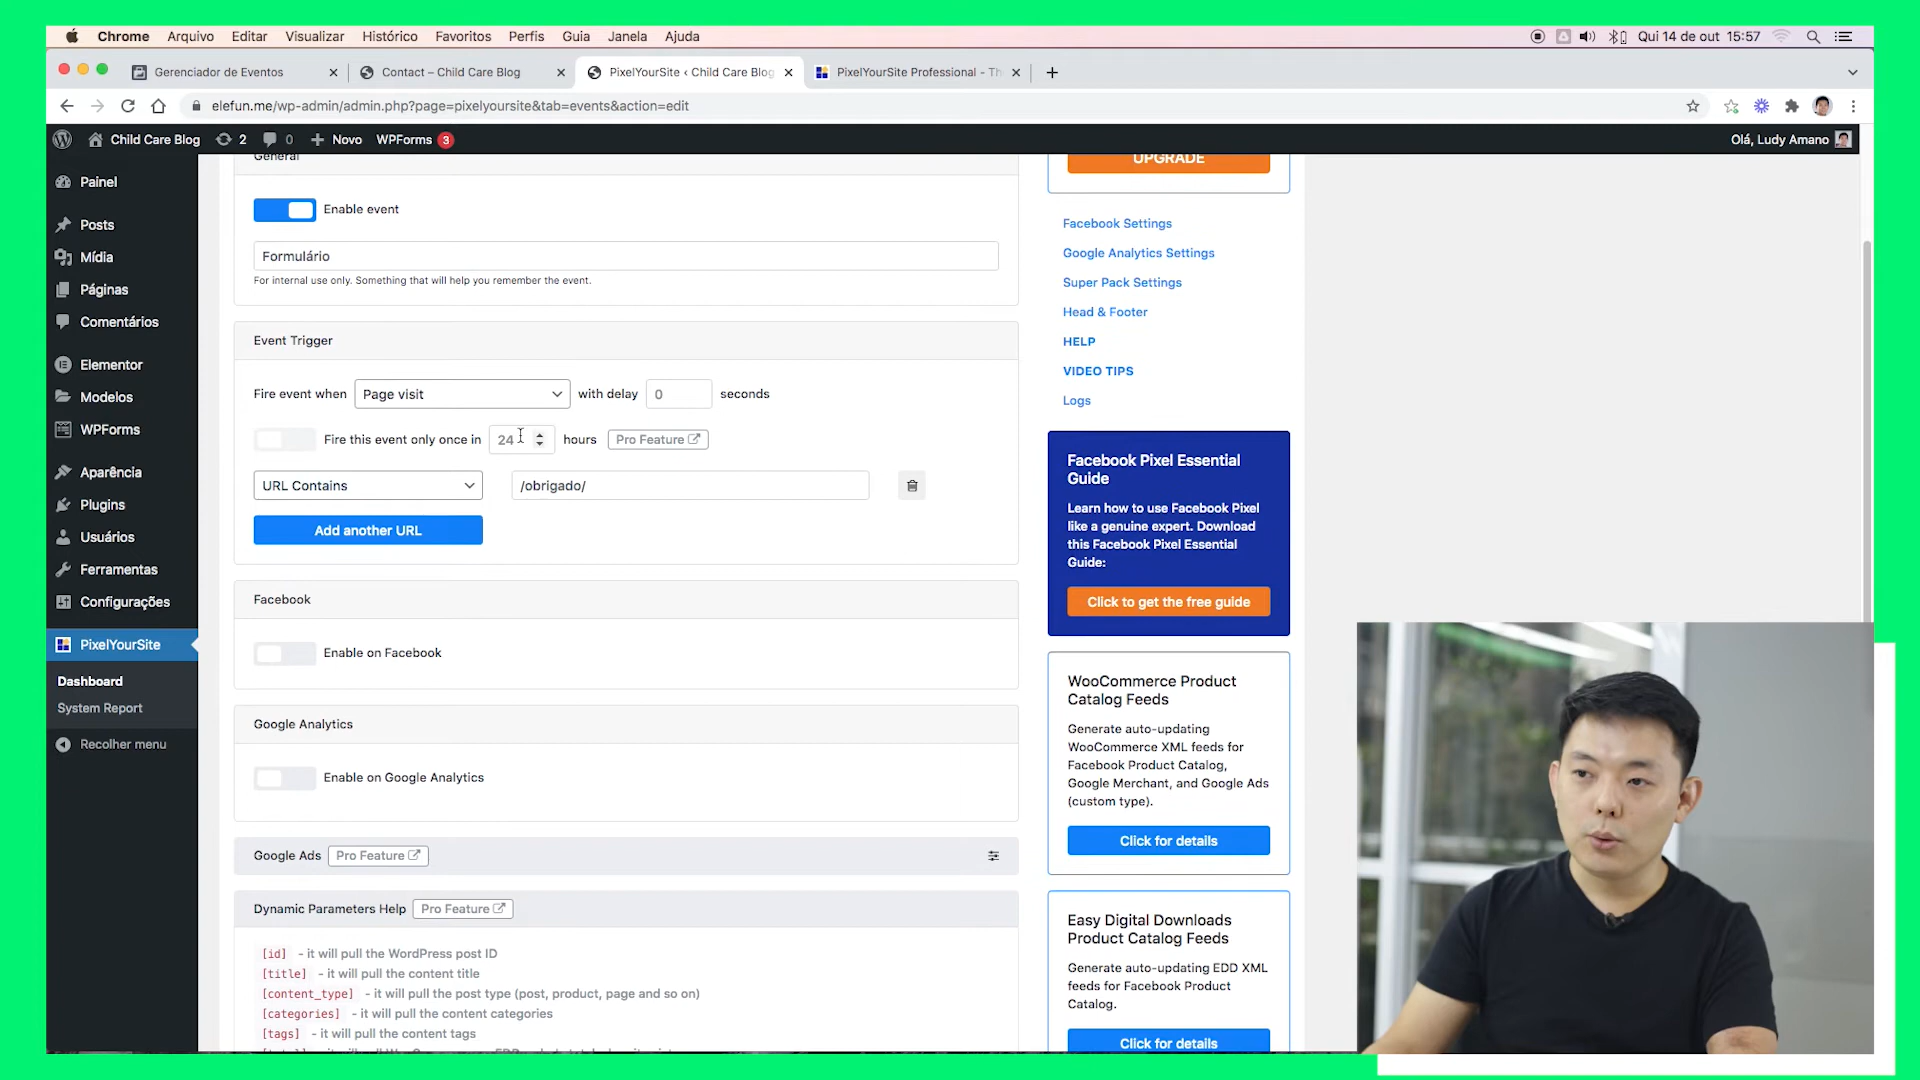 Chrome Arquivo Editar Visualizar Histórico Favoritos Perfis Guia Janela Ajuda Qui 14 de out 15:57
Gerenciador de Eventos
Contact – Child Care Blog
PixelYourSite ‹ Child Care Blog
PixelYourSite Professional - Th
elefun.me/wp-admin/admin.php?page=pixelyoursite&tab=events&action=edit
Child Care Blog 2 0 Novo WPForms 3 Olá, Ludy Amano
Painel
Posts
Mídia
Páginas
Comentários
Elementor
Modelos
WPForms
Aparência
Plugins
Usuários
Ferramentas
Configurações
PixelYourSite
Dashboard
System Report
Recolher menu
General
Enable event
Formulário
For internal use only. Something that will help you remember the event.
Event Trigger
Fire event when Page visit with delay 0 seconds
Fire this event only once in 24 hours Pro Feature
URL Contains /obrigado/
Add another URL
Facebook
Enable on Facebook
Google Analytics
Enable on Google Analytics
Google Ads Pro Feature
Dynamic Parameters Help Pro Feature
[id] - it will pull the WordPress post ID
[title] - it will pull the content title
[content_type] - it will pull the post type (post, product, page and so on)
[categories] - it will pull the content categories
[tags] - it will pull the content tags
UPGRADE
Facebook Settings
Google Analytics Settings
Super Pack Settings
Head & Footer
HELP
VIDEO TIPS
Logs
Facebook Pixel Essential
Guide
Learn how to use Facebook Pixel
like a genuine expert. Download
this Facebook Pixel Essential
Guide:
Click to get the free guide
WooCommerce Product
Catalog Feeds
Generate auto-updating
WooCommerce XML feeds for
Facebook Product Catalog,
Google Merchant, and Google Ads
(custom type).
Click for details
Easy Digital Downloads
Product Catalog Feeds
Generate auto-updating EDD XML
feeds for Facebook Product
Catalog.
Click for details